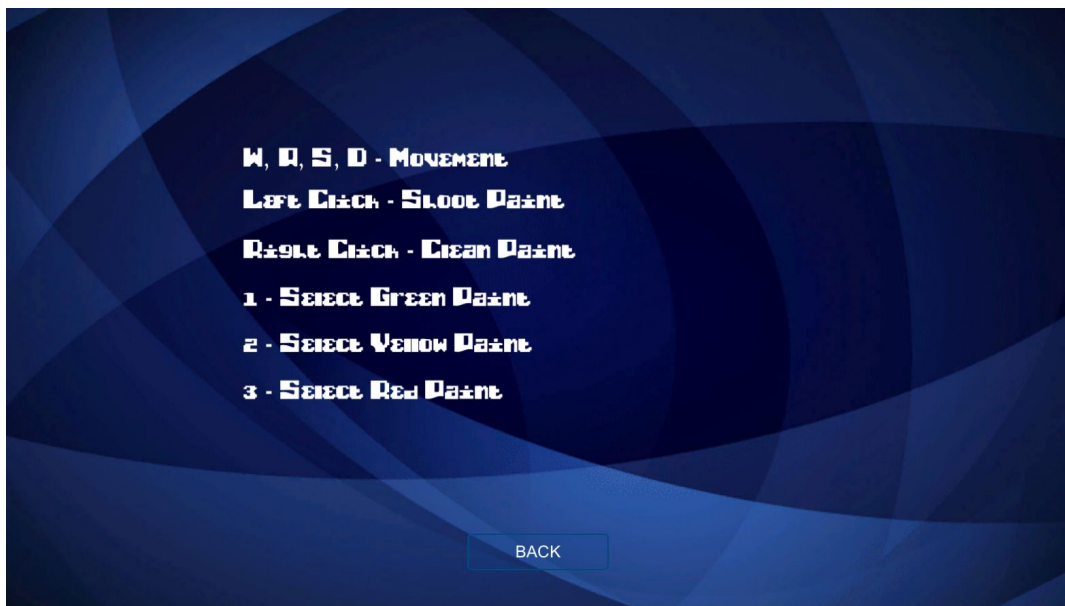 W, A, S, D - Movement
Left Click - Shoot Paint
Right Click - Clean Paint
1 - Select Green Paint
2 - Select Yellow Paint
3 - Select Red Paint
BACK